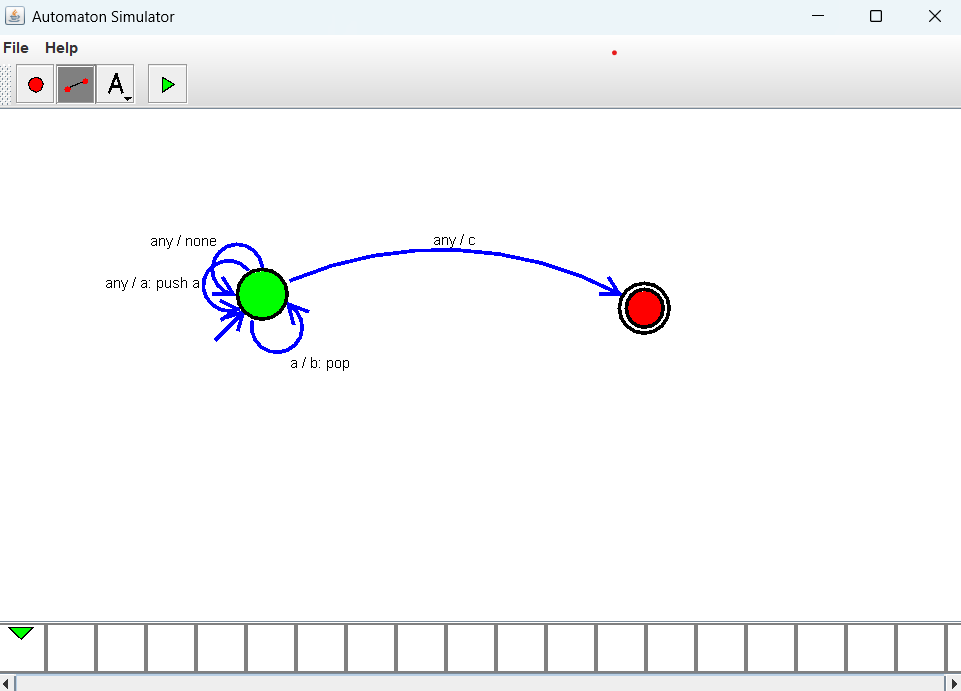 Automaton Simulator
File Help
A
any / none
any / c
any / a: push a
a / b: pop